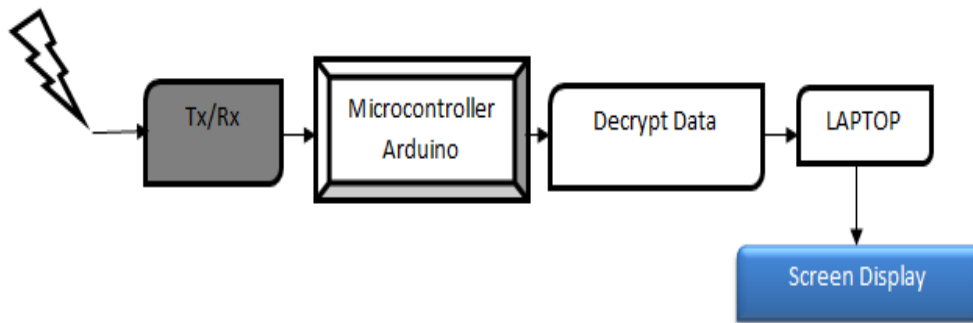 Tx/Rx
Microcontroller
Arduino
Decrypt Data
LAPTOP
Screen Display